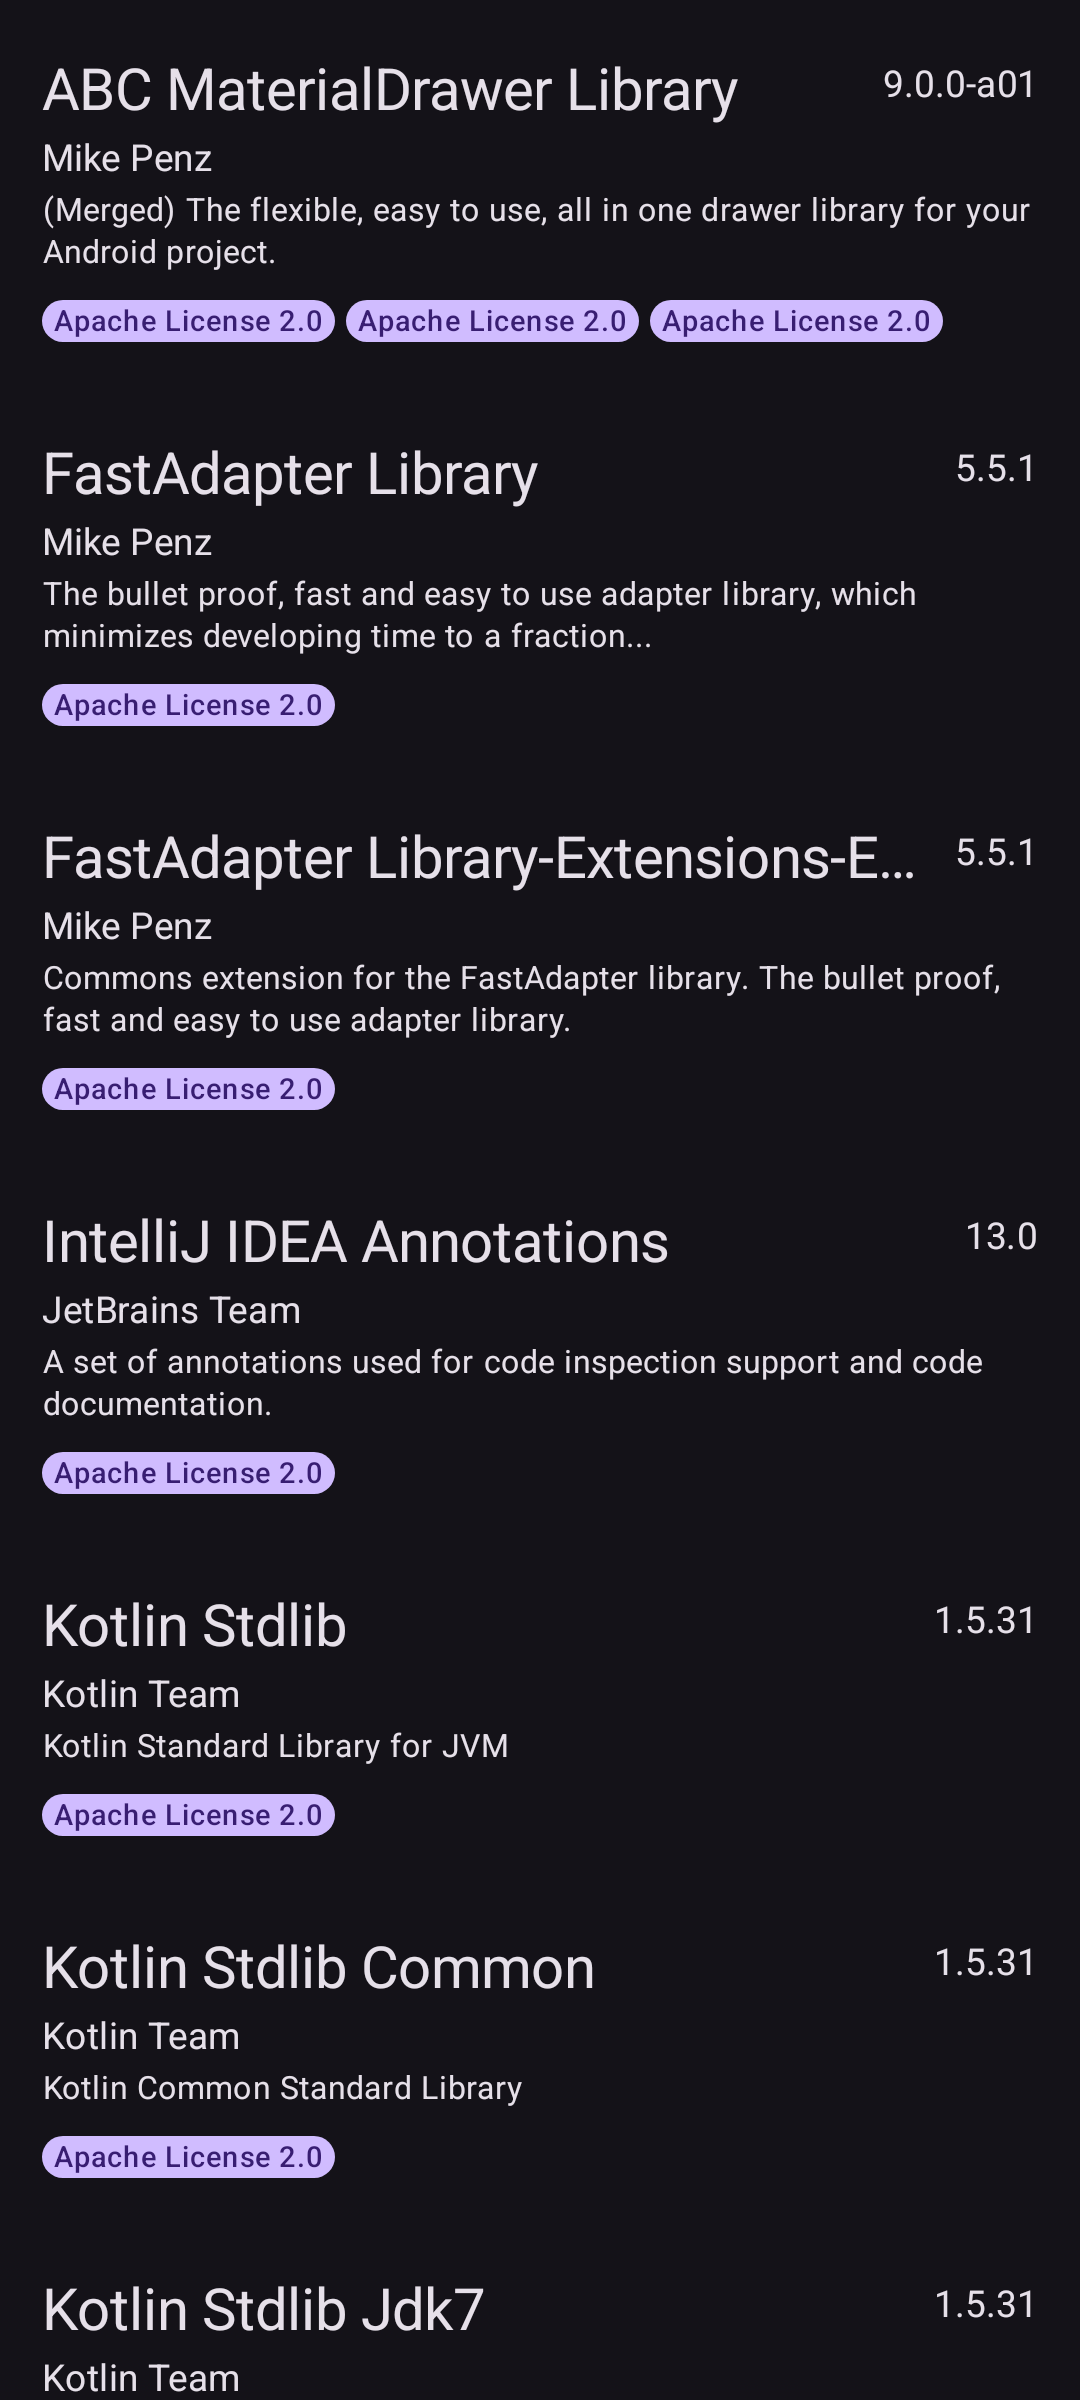 ABC MaterialDrawer Library 9.0.0-a01
Mike Penz
(Merged) The flexible, easy to use, all in one drawer library for your
Android project.
Apache License 2.0 Apache License 2.0 Apache License 2.0
FastAdapter Library 5.5.1
Mike Penz
The bullet proof, fast and easy to use adapter library, which
minimizes developing time to a fraction...
Apache License 2.0
FastAdapter Library-Extensions-E... 5.5.1
Mike Penz
Commons extension for the FastAdapter library. The bullet proof,
fast and easy to use adapter library.
Apache License 2.0
IntelliJ IDEA Annotations 13.0
JetBrains Team
A set of annotations used for code inspection support and code
documentation.
Apache License 2.0
Kotlin Stdlib 1.5.31
Kotlin Team
Kotlin Standard Library for JVM
Apache License 2.0
Kotlin Stdlib Common 1.5.31
Kotlin Team
Kotlin Common Standard Library
Apache License 2.0
Kotlin Stdlib Jdk7 1.5.31
Kotlin Team